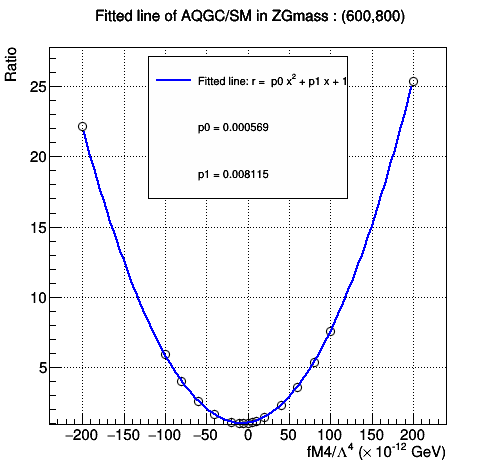 Fitted line of AQGC/SM in ZGmass : (600,800)
Ratio
Fitted line: r = p0 x² + p1 x + 1
p0 = 0.000569
p1 = 0.008115
25
20
15
10
5
−200 −150 −100 −50 0 50 100 150 200
fM4/Λ⁴ (× 10⁻¹² GeV)